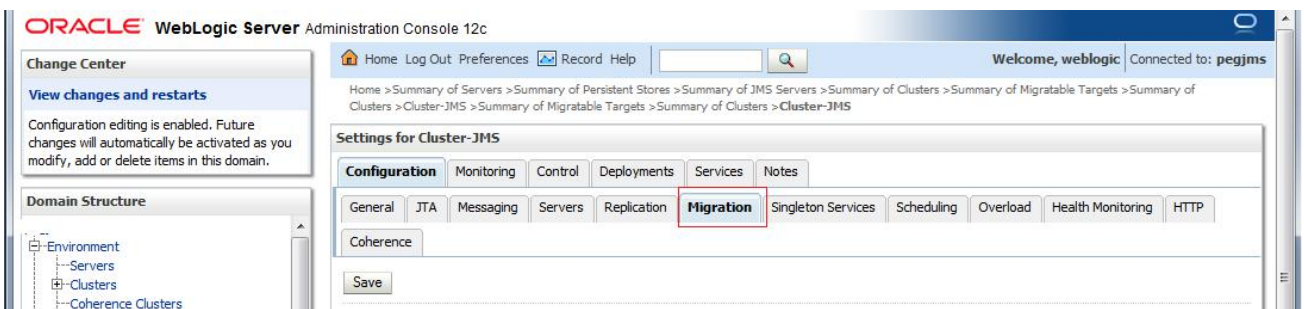 ORACLE WebLogic Server Administration Console 12c
Change Center
View changes and restarts
Configuration editing is enabled. Future
changes will automatically be activated as you
modify, add or delete items in this domain.
Domain Structure
Environment
Servers
Clusters
Coherence Clusters
Home Log Out Preferences Record Help
Welcome, weblogic Connected to: pegjms
Home >Summary of Servers >Summary of Persistent Stores >Summary of JMS Servers >Summary of Clusters >Summary of Migratable Targets >Summary of
Clusters >Cluster-JMS >Summary of Migratable Targets >Summary of Clusters >Cluster-JMS
Settings for Cluster-JMS
Configuration Monitoring Control Deployments Services Notes
General JTA Messaging Servers Replication Migration Singleton Services Scheduling Overload Health Monitoring HTTP
Coherence
Save